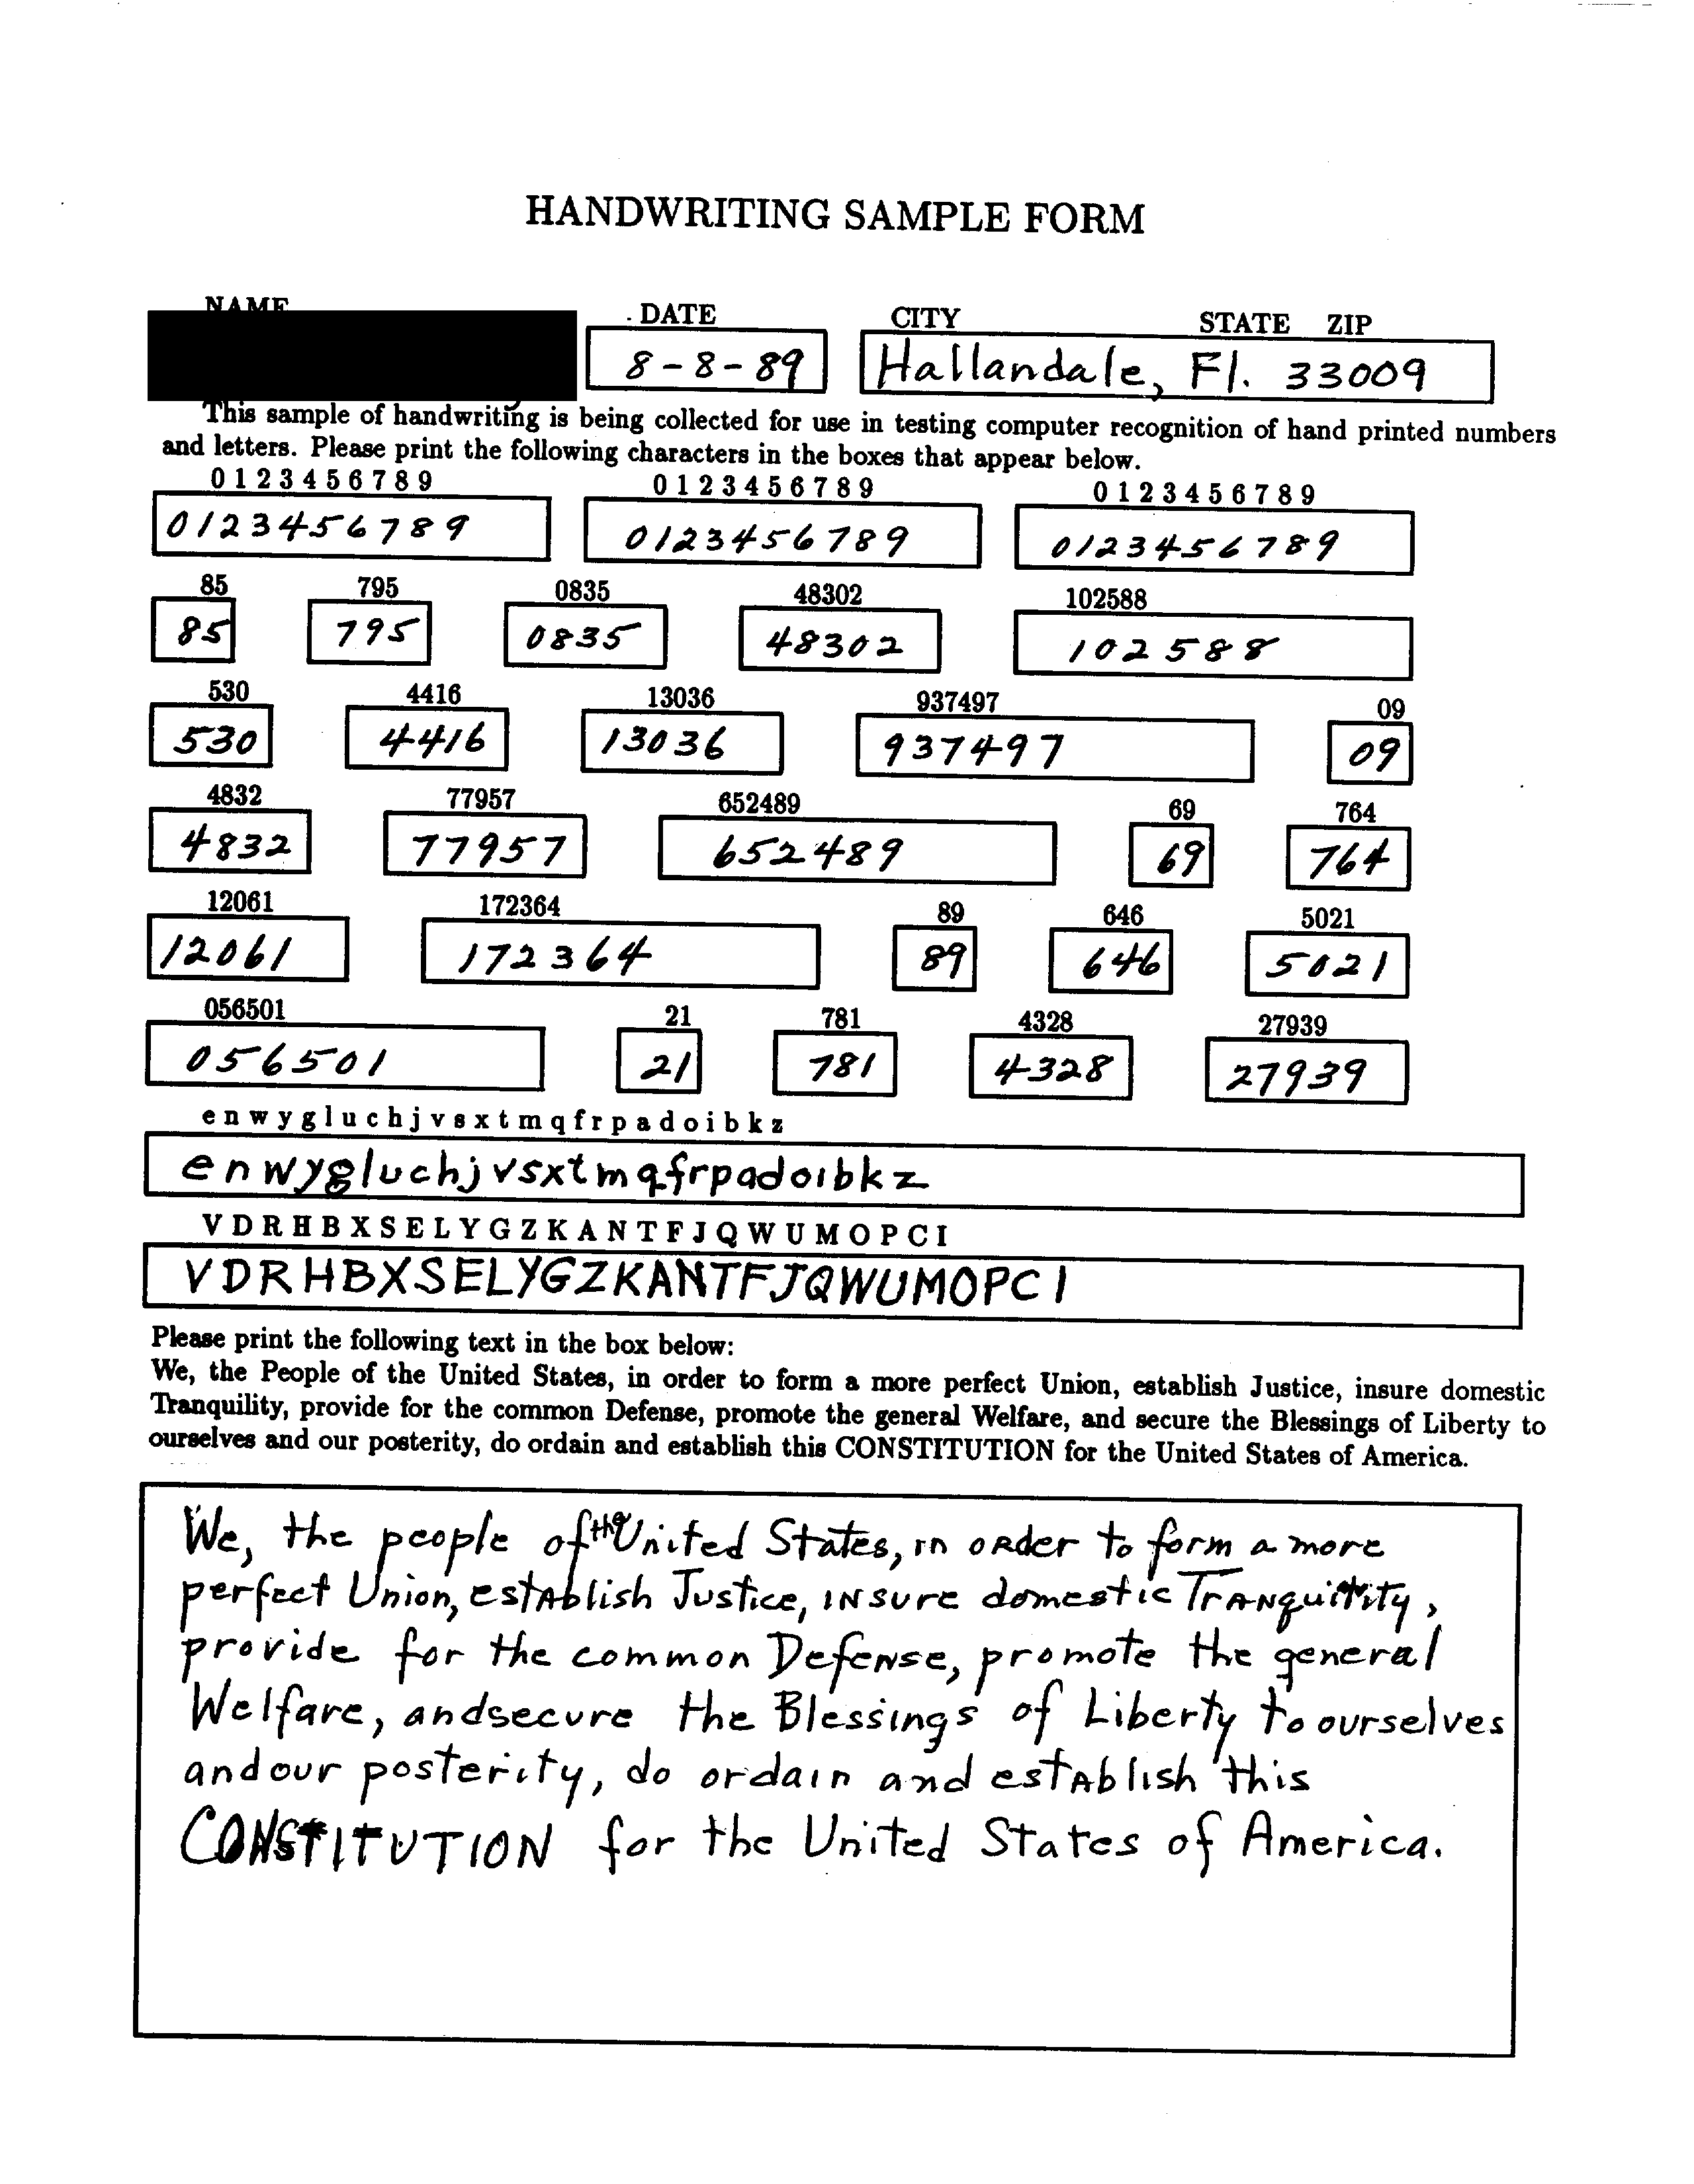 HANDWRITING SAMPLE FORM
DATE CITY STATE ZIP
8-8-89 Hallandale, Fl. 33009
This sample of handwriting is being collected for use in testing computer recognition of hand printed numbers
and letters. Please print the following characters in the boxes that appear below.
0 1 2 3 4 5 6 7 8 9 0 1 2 3 4 5 6 7 8 9 0 1 2 3 4 5 6 7 8 9
0123456789 0123456789 0123456789
85 795 0835 48302 102588
85 795 0835 48302 102588
530 4416 13036 937497 09
530 4416 13036 937497 09
4832 77957 652489 69 764
4832 77957 652489 69 764
12061 172364 89 646 5021
12061 172364 89 646 5021
056501 21 781 4328 27939
056501 21 781 4328 27939
e n w y g l u c h j v s x t m q f r p a d o i b k z
enwygluchjvsxtmqfrpadoibkz
V D R H B X S E L Y G Z K A N T F J Q W U M O P C I
VDRHBXSELYGZKANTFJQWUMOPCI
Please print the following text in the box below:
We, the People of the United States, in order to form a more perfect Union, establish Justice, insure domestic
Tranquility, provide for the common Defense, promote the general Welfare, and secure the Blessings of Liberty to
ourselves and our posterity, do ordain and establish this CONSTITUTION for the United States of America.
We, the people of the United States, in order to form a more
perfect Union, establish Justice, insure domestic
provide for the common Defense, promote the general
Welfare, andsecure the Blessings of Liberty to ourselves
and our posterity, do ordain and establish this
CONSTITUTION for the United States of America.